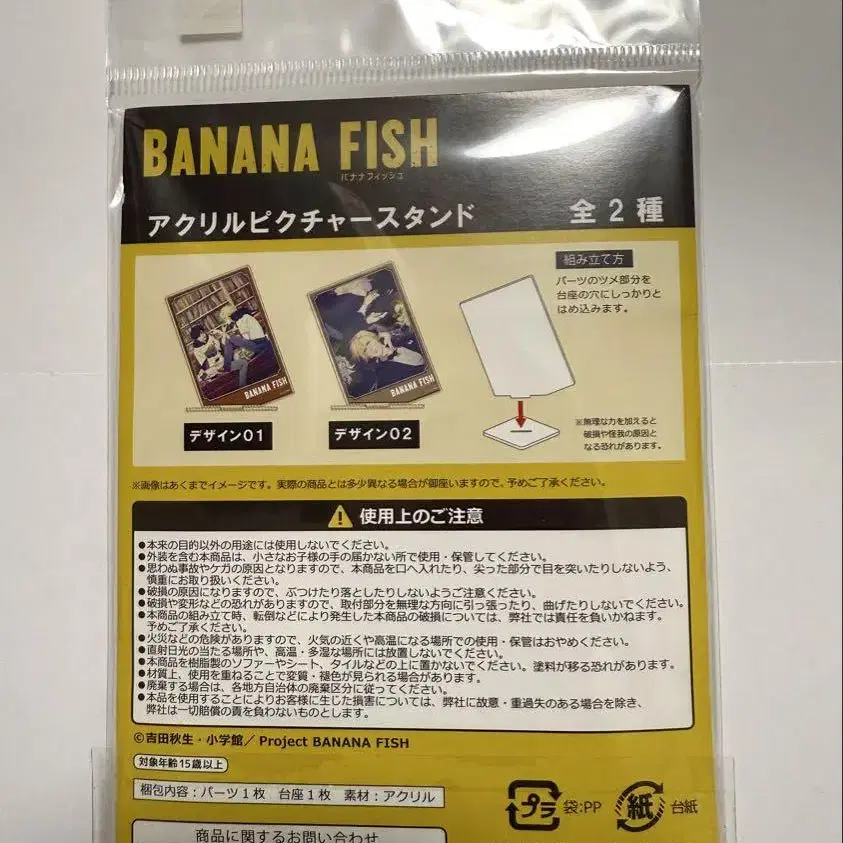 BANANA FISH
バナナフィッシュ
アクリルピクチャースタンド 全2種
組み立て方
パーツのツメ部分を
台座の穴にしっかりと
はめ込みます。
BANANA FISH
BANANA FISH
デザイン01
デザイン02
※無理な力を加えると
破損や怪我の原因と
なる恐れがあります。
※画像はあくまでイメージです。実際の商品とは多少異なる場合が御座いますので、予めご了承ください。
使用上のご注意
●本来の目的以外の用途には使用しないでください。
●外装を含む本商品は、小さなお子様の手の届かない所で使用・保管してください。
●思わぬ事故やケガの原因となりますので、本商品を口へ入れたり、尖った部分で目を突いたりしないよう、
慎重にお取り扱いください。
●破損の原因になりますので、ぶつけたり落としたりしないようご注意ください。
●破損や変形などの恐れがありますので、取付部分を無理な方向に引っ張ったり、曲げたりしないでください。
●本商品の組み立て時、転倒などにより発生した本商品の破損については、弊社では責任を負いかねます。
予めご了承ください。
●火災などの危険がありますので、火気の近くや高温になる場所での使用・保管はおやめください。
●直射日光の当たる場所や、高温・多湿な場所には放置しないでください。
●本商品を樹脂製のソファーやシート、タイルなどの上に置かないでください。塗料が移る恐れがあります。
●材質上、使用を重ねることで変質・褪色が見られる場合があります。
●廃棄する場合は、各地方自治体の廃棄区分に従ってください。
●本品を使用することによりお客様に生じた損害については、弊社に故意・重過失のある場合を除き、
弊社は一切賠償の責を負わないものとします。
©吉田秋生・小学館/Project BANANA FISH
対象年齢15歳以上
梱包内容:パーツ1枚 台座1枚 素材:アクリル
プラ 袋:PP 紙 台紙
商品に関するお問い合わせ